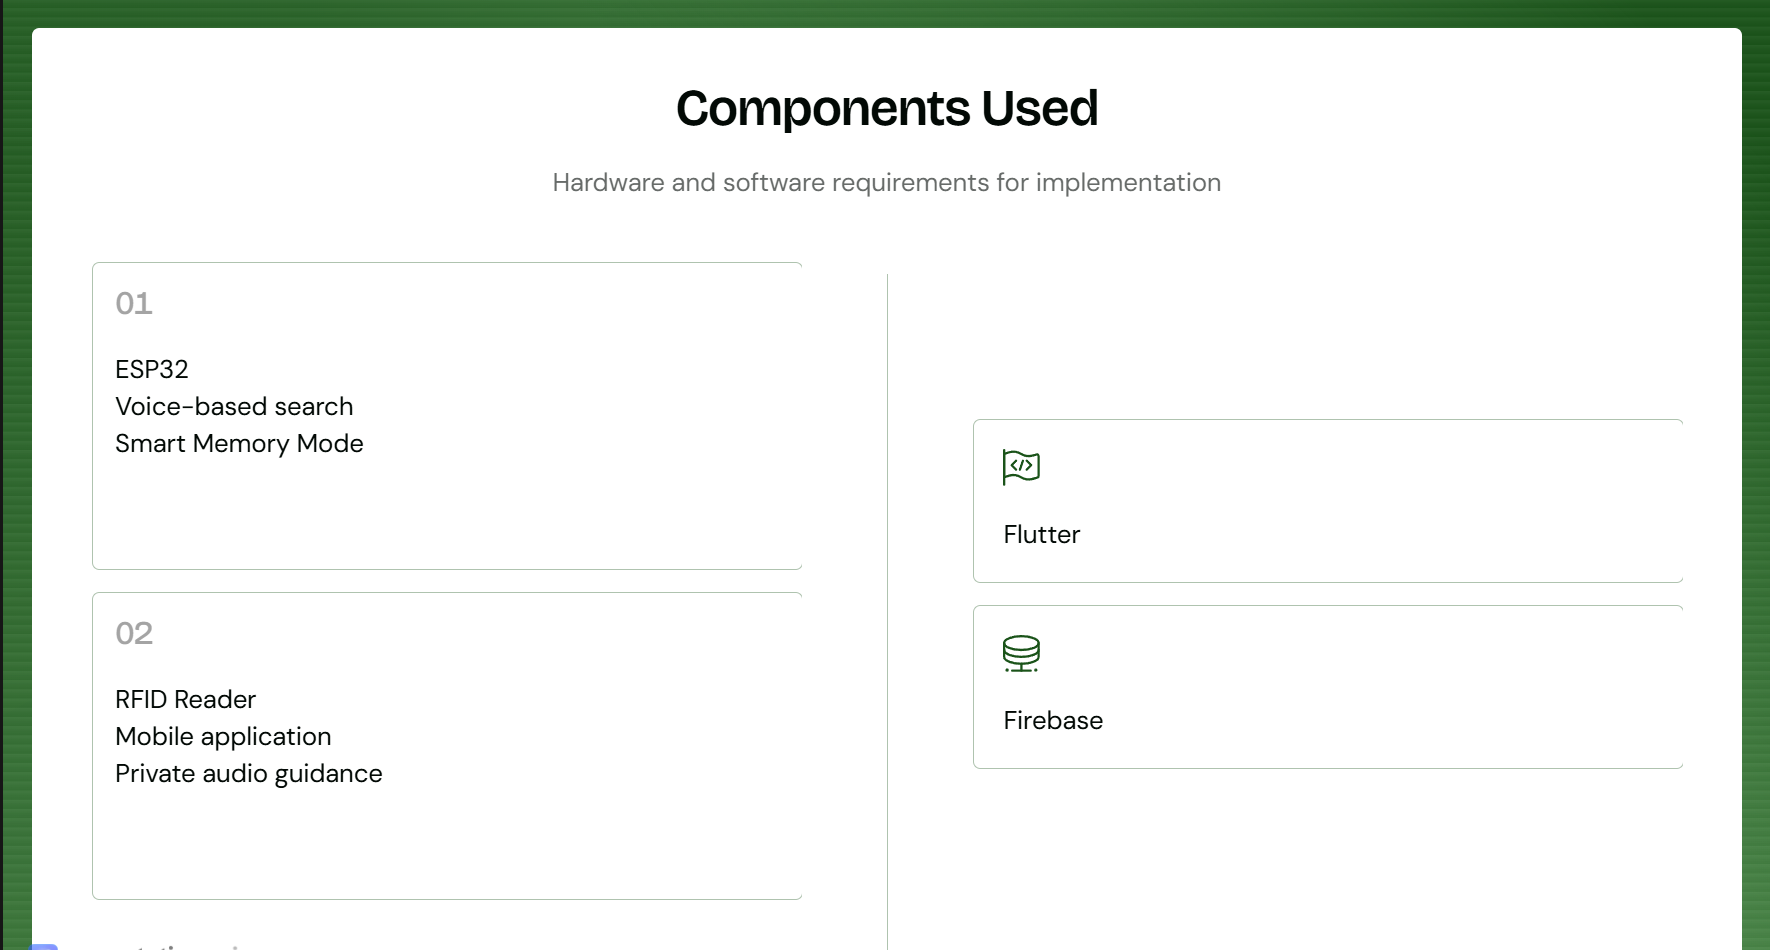 Components Used
Hardware and software requirements for implementation
01
ESP32
Voice-based search
Smart Memory Mode
02
RFID Reader
Mobile application
Private audio guidance
Flutter
Firebase